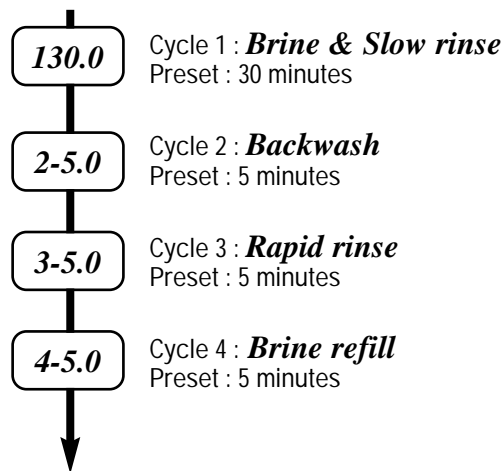 130.0
Cycle 1 : Brine & Slow rinse
Preset : 30 minutes
2-5.0
Cycle 2 : Backwash
Preset : 5 minutes
3-5.0
Cycle 3 : Rapid rinse
Preset : 5 minutes
4-5.0
Cycle 4 : Brine refill
Preset : 5 minutes